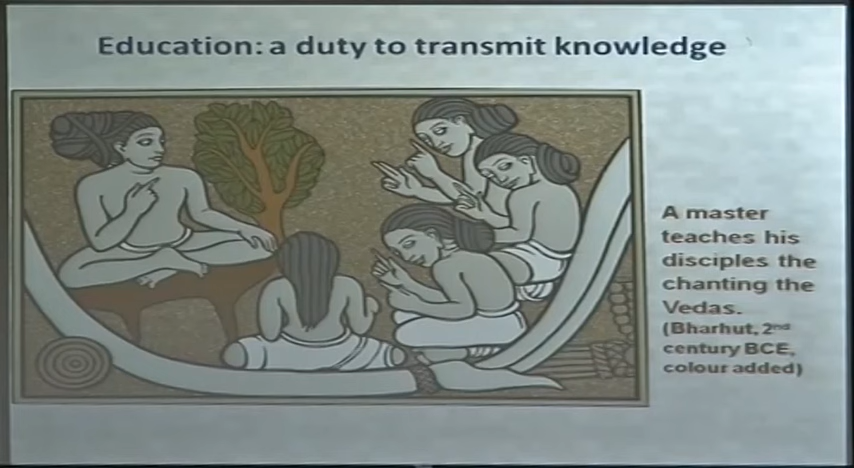 Education: a duty to transmit knowledge
A master
teaches his
disciples the
chanting the
Vedas.
(Bharhut, 2nd
century BCE,
colour added)